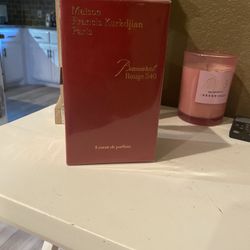 Maison
Francis Kurkdjian
Paris
Baccarat
Rouge 540
Extrait de parfum